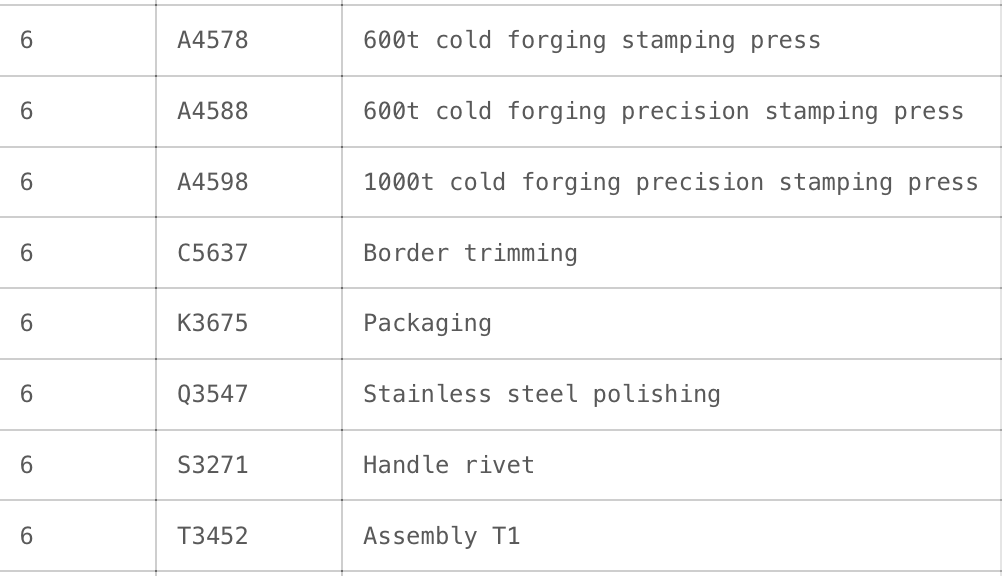 6 A4578 600t cold forging stamping press
6 A4588 600t cold forging precision stamping press
6 A4598 1000t cold forging precision stamping press
6 C5637 Border trimming
6 K3675 Packaging
6 Q3547 Stainless steel polishing
6 S3271 Handle rivet
6 T3452 Assembly T1